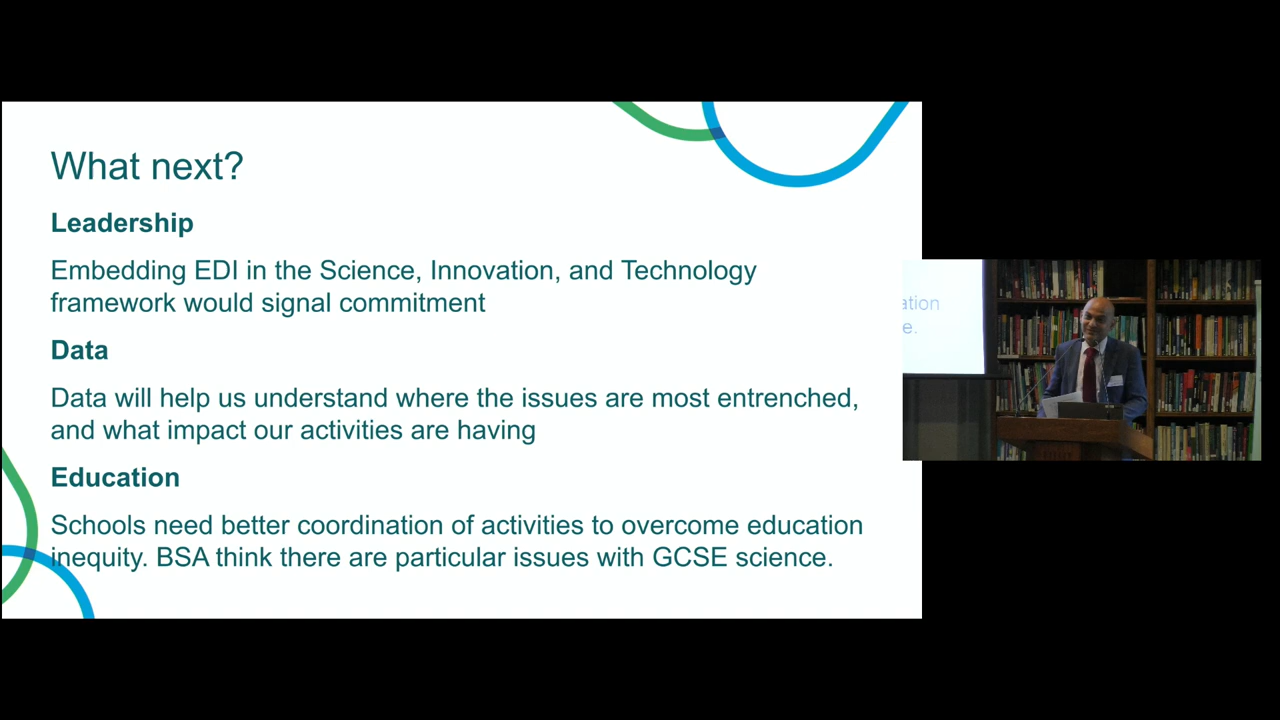 What next?
Leadership
Embedding EDI in the Science, Innovation, and Technology
framework would signal commitment
Data
Data will help us understand where the issues are most entrenched,
and what impact our activities are having
Education
Schools need better coordination of activities to overcome education
inequity. BSA think there are particular issues with GCSE science.
ation
e.